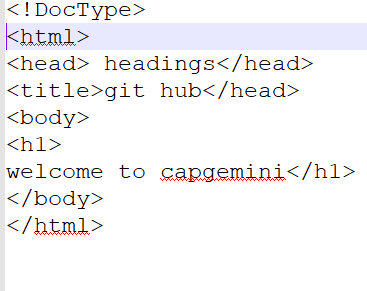 <!DocType>
<html>
<head> headings</head>
<title>git hub</head>
<body>
<h1>
welcome to capgemini</h1>
</body>
</html>